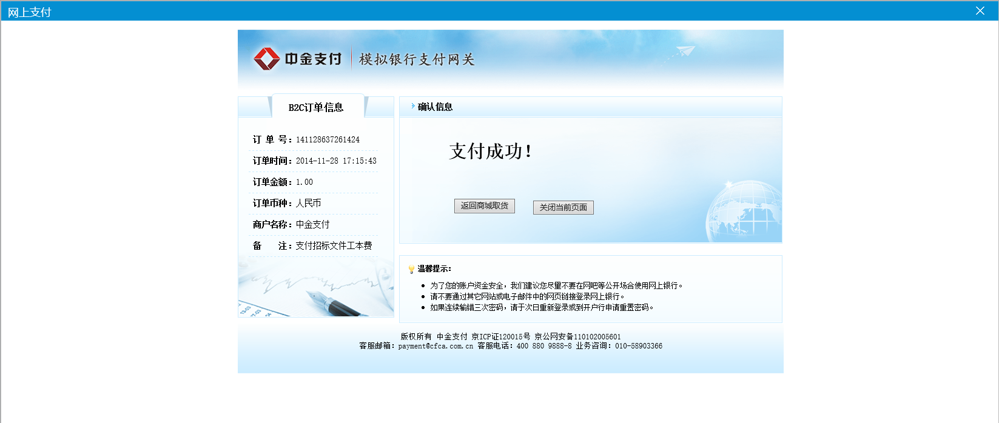 网上支付
中金支付 模拟银行支付网关
B2C订单信息
订 单 号：141128637261424
订单时间：2014-11-28 17:15:43
订单金额：1.00
订单币种：人民币
商户名称：中金支付
备 注：支付招标文件工本费
确认信息
支付成功！
返回商城取货 关闭当前页面
温馨提示：
为了您的账户资金安全，我们建议您尽量不要在网吧等公开场合使用网上银行。
请不要通过其它网站或电子邮件中的网页链接登录网上银行。
如果连续输错三次密码，请于次日重新登录或到开户行申请重置密码。
版权所有 中金支付 京ICP证120015号 京公网安备110102005601
客服邮箱：payment@cfca.com.cn 客服电话：400 880 9888-8 业务咨询：010-58903366